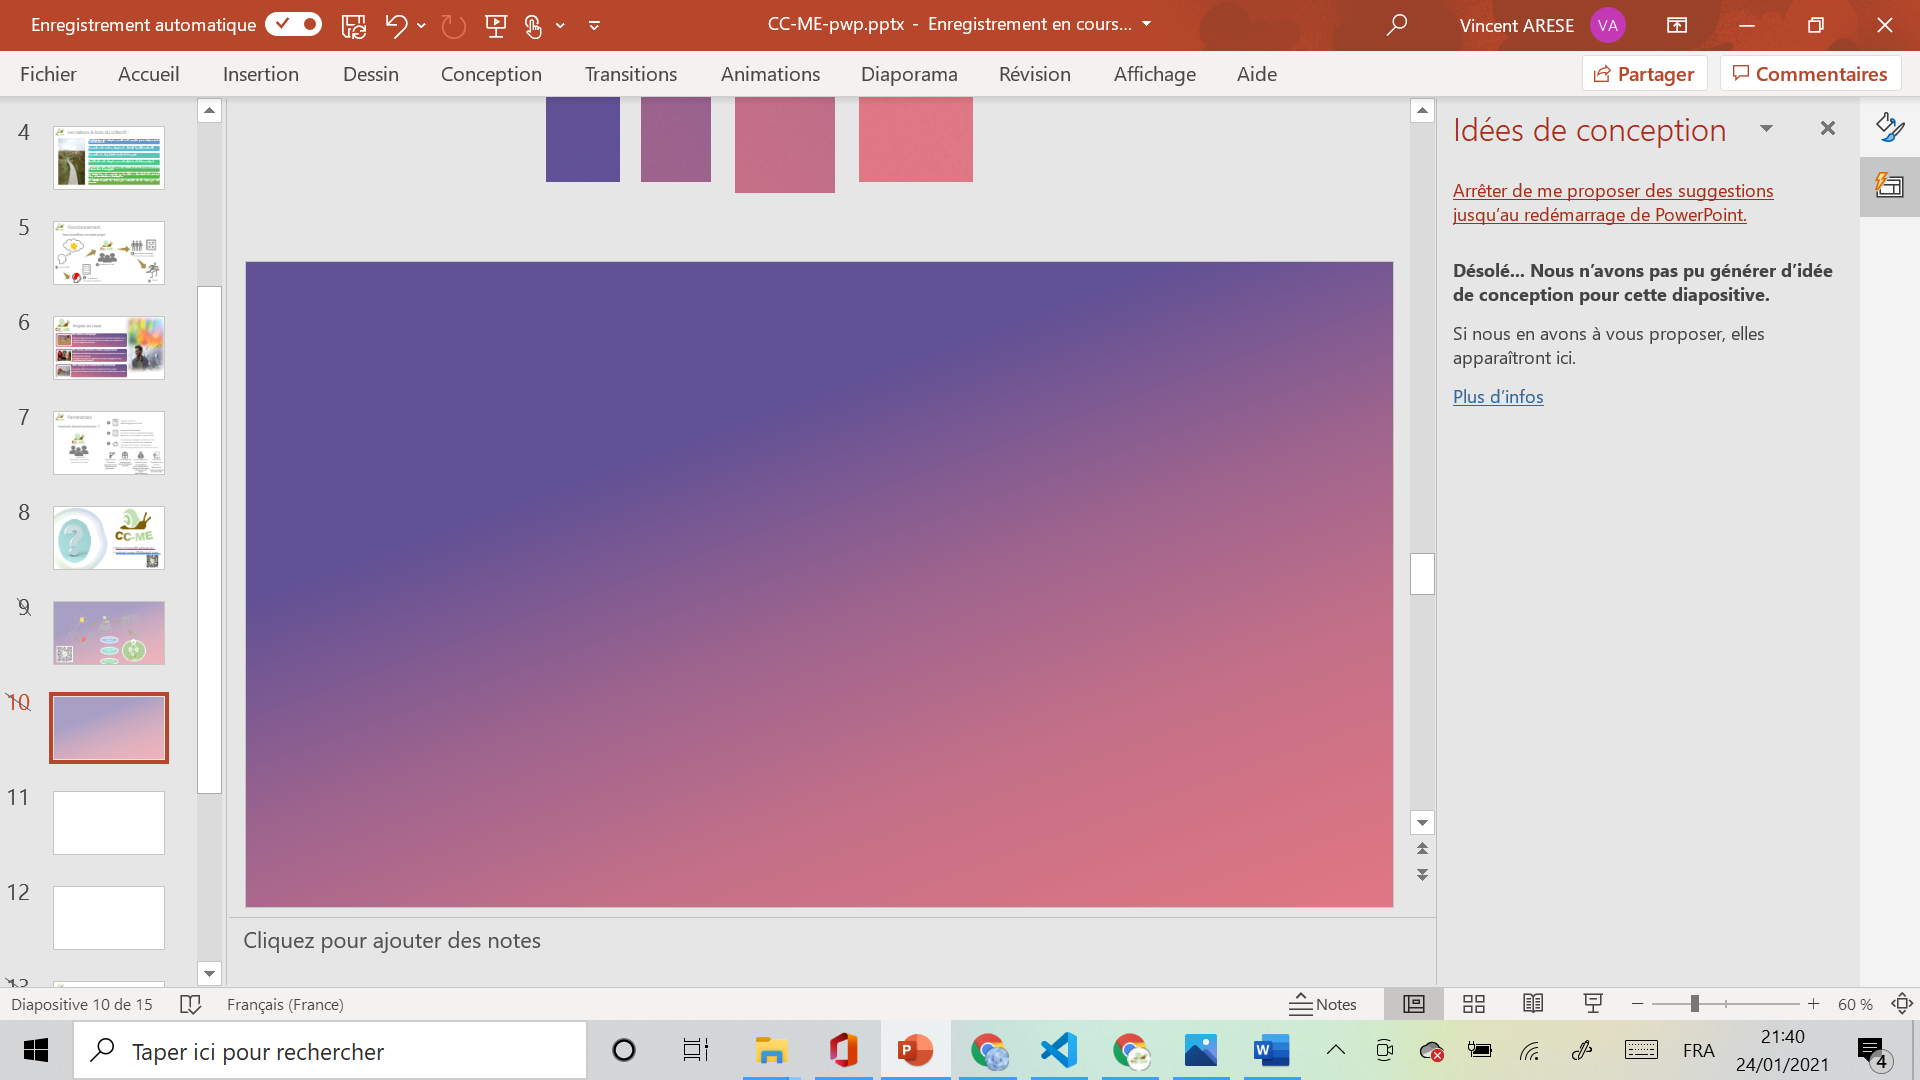 Enregistrement automatique
CC-ME-pwp.pptx - Enregistrement en cours...
Vincent ARESE VA
Fichier Accueil Insertion Dessin Conception Transitions Animations Diaporama Révision Affichage Aide
Partager Commentaires
Idées de conception
Arrêter de me proposer des suggestions
jusqu'au redémarrage de PowerPoint.
Désolé... Nous n'avons pas pu générer d'idée
de conception pour cette diapositive.
Si nous en avons à vous proposer, elles
apparaîtront ici.
Plus d'infos
4
5
6
7
8
CC-ME
9
10
11
12
13
Cliquez pour ajouter des notes
Diapositive 10 de 15 Français (France) Notes 60 %
Taper ici pour rechercher
FRA
21:40
24/01/2021
4